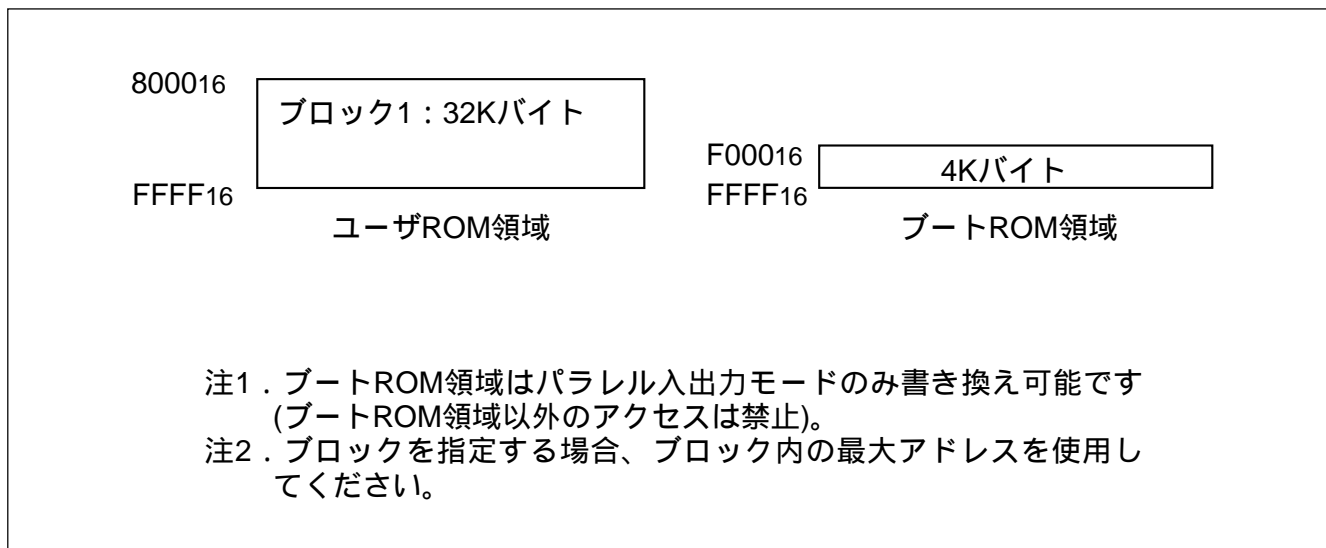 800016
ブロック1：32Kバイト
FFFF16
ユーザROM領域
F00016
4Kバイト
FFFF16
ブートROM領域
注1．ブートROM領域はパラレル入出力モードのみ書き換え可能です
(ブートROM領域以外のアクセスは禁止)。
注2．ブロックを指定する場合、ブロック内の最大アドレスを使用し
てください。